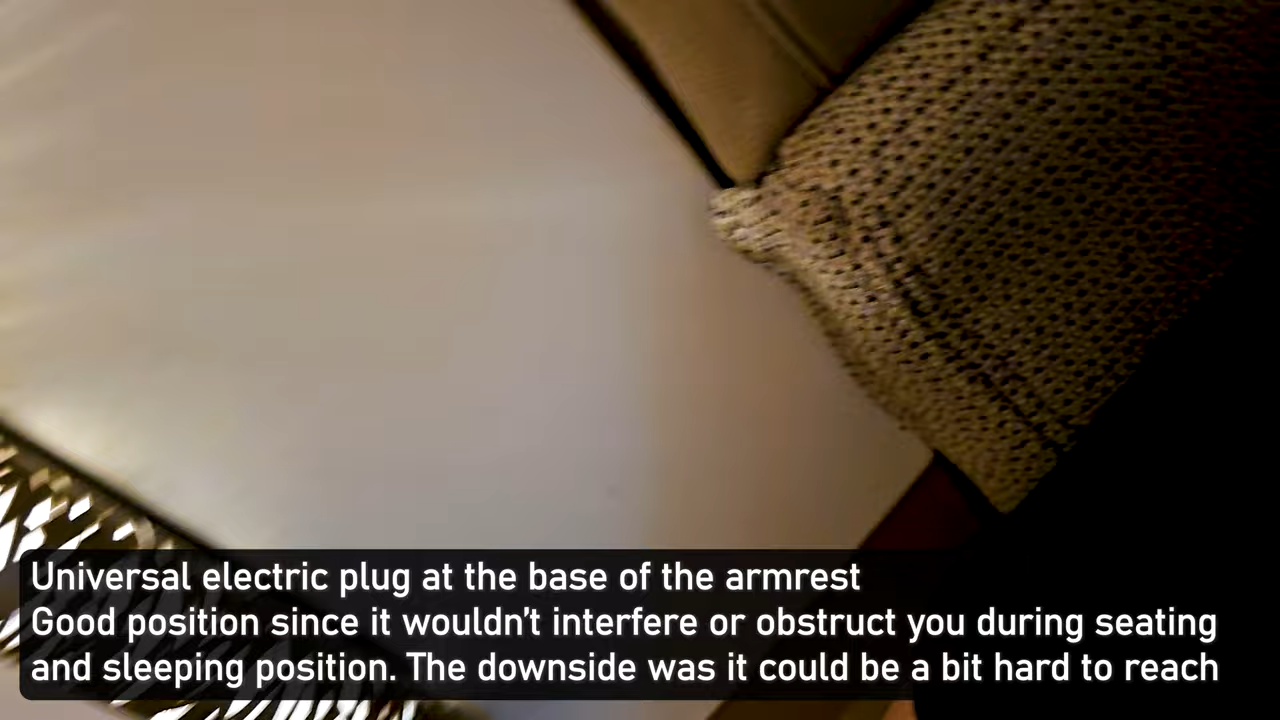 Universal electric plug at the base of the armrest
Good position since it wouldn't interfere or obstruct you during seating
and sleeping position. The downside was it could be a bit hard to reach